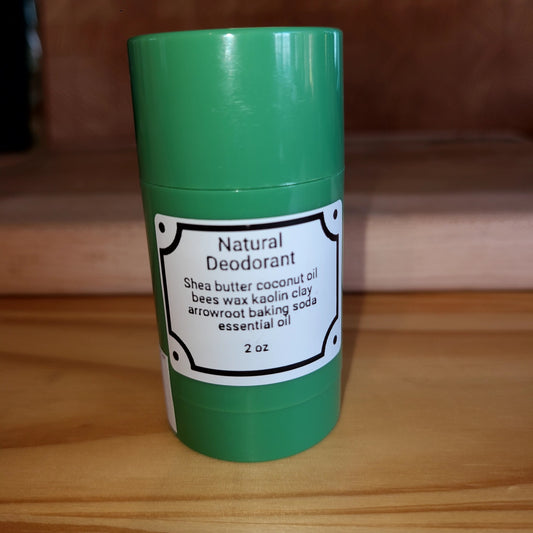 Natural
Deodorant
Shea butter coconut oil
bees wax kaolin clay
arrowroot baking soda
essential oil
2 oz